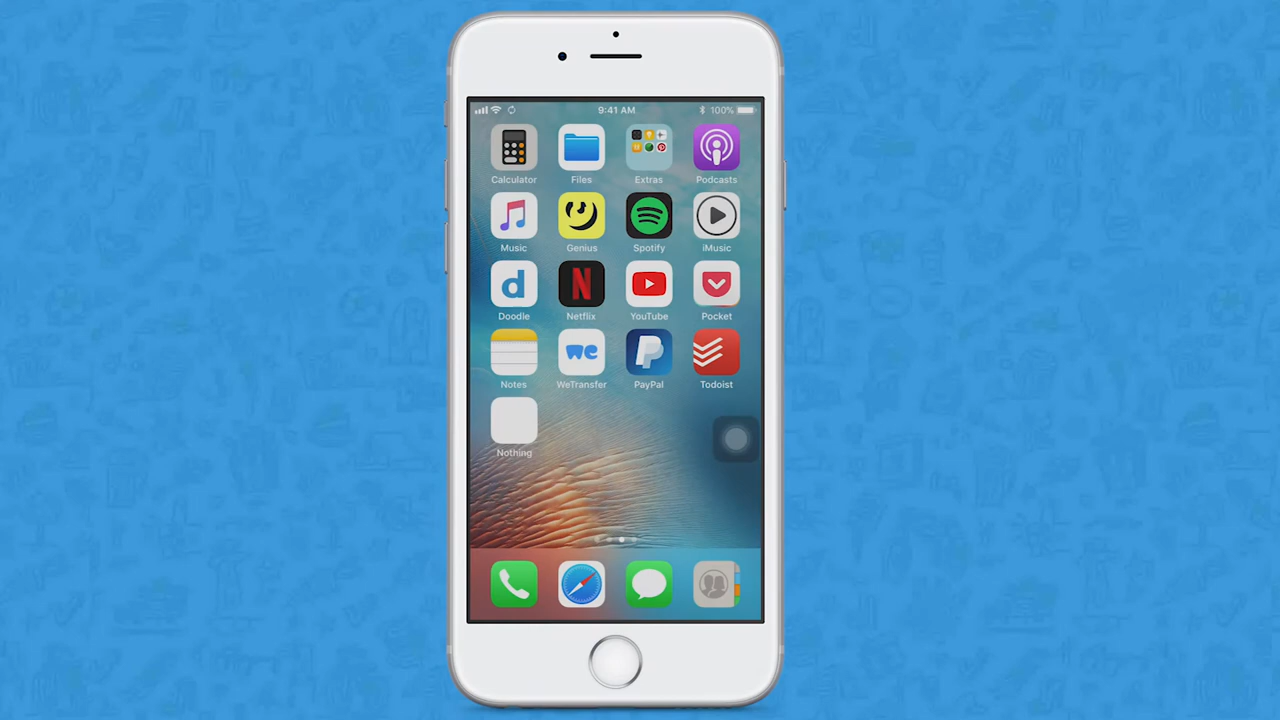 9:41 AM 100%
Calculator Files Extras Podcasts
Music Genius Spotify iMusic
d N
Doodle Netflix YouTube Pocket
we
Notes WeTransfer PayPal Todoist
Nothing